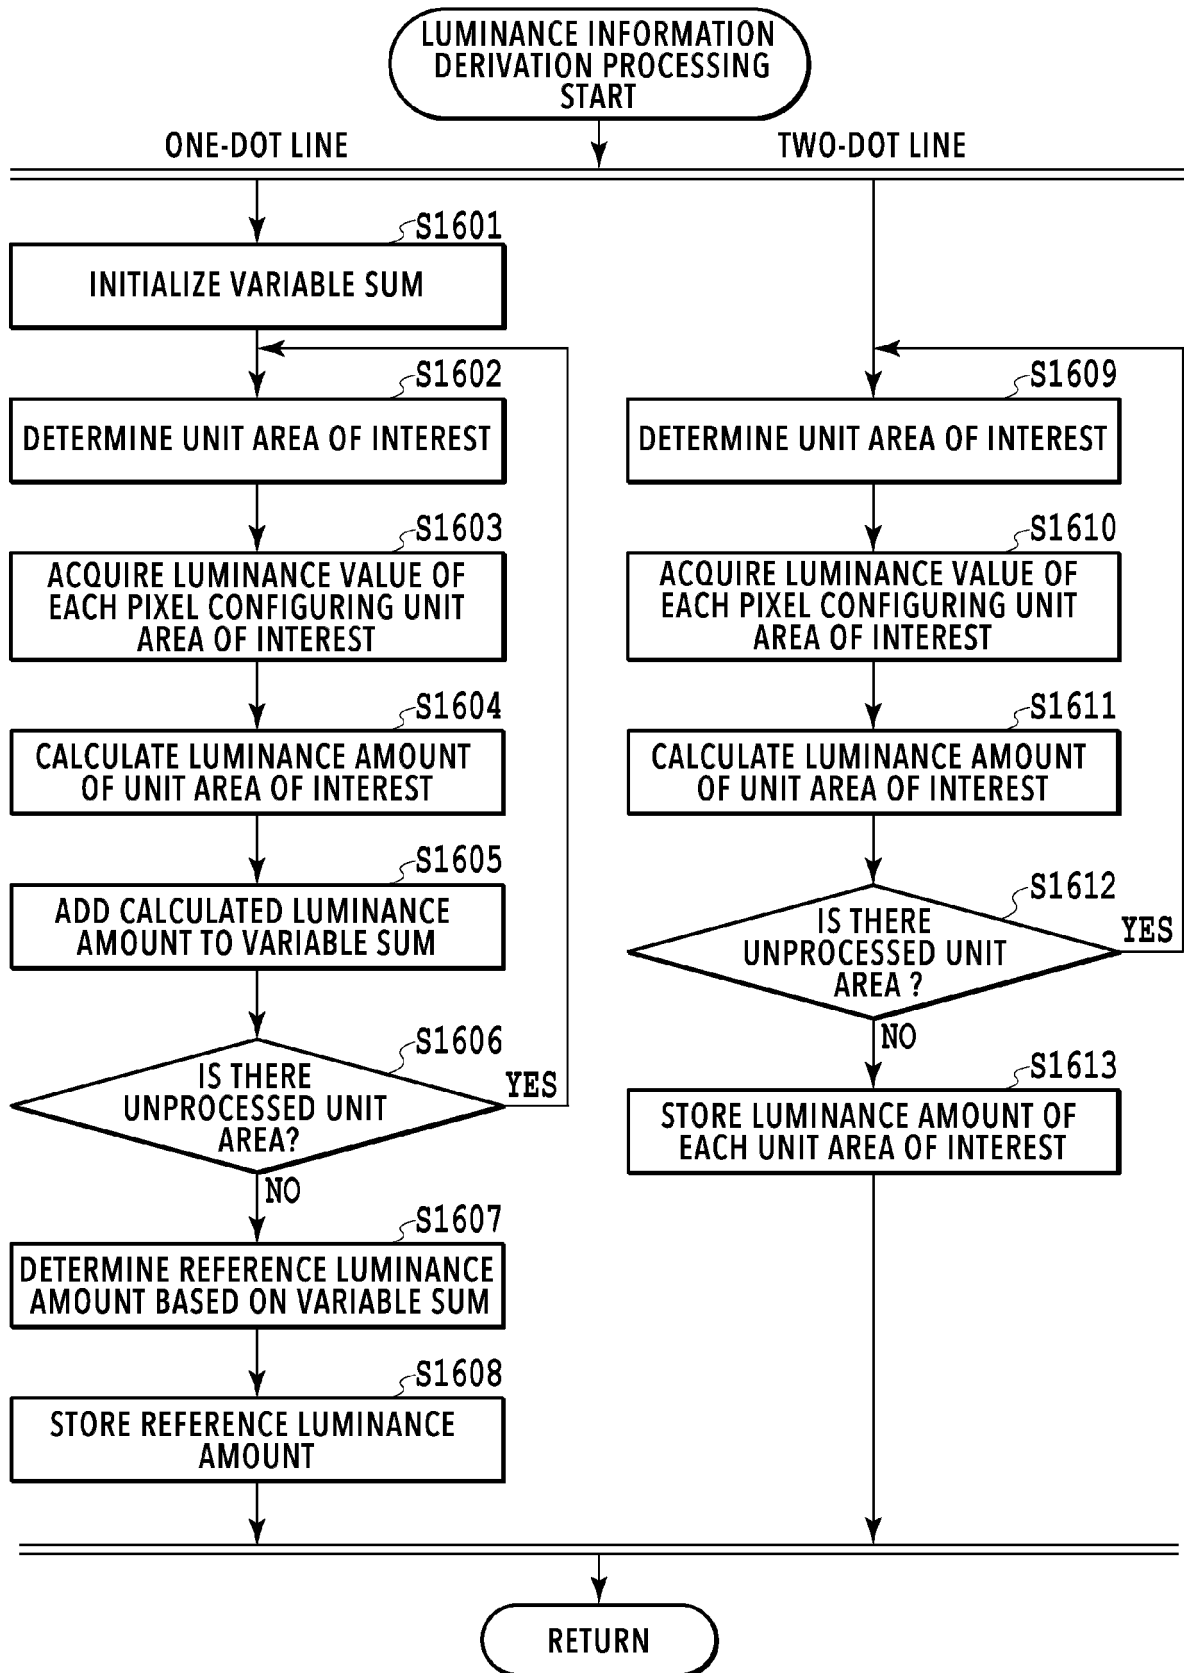 LUMINANCE INFORMATION
DERIVATION PROCESSING
START
ONE-DOT LINE
TWO-DOT LINE
S1601
INITIALIZE VARIABLE SUM
S1602
DETERMINE UNIT AREA OF INTEREST
S1603
ACQUIRE LUMINANCE VALUE OF
EACH PIXEL CONFIGURING UNIT
AREA OF INTEREST
S1604
CALCULATE LUMINANCE AMOUNT
OF UNIT AREA OF INTEREST
S1605
ADD CALCULATED LUMINANCE
AMOUNT TO VARIABLE SUM
S1606
IS THERE
UNPROCESSED UNIT
AREA?
YES
NO
S1607
DETERMINE REFERENCE LUMINANCE
AMOUNT BASED ON VARIABLE SUM
S1608
STORE REFERENCE LUMINANCE
AMOUNT
S1609
DETERMINE UNIT AREA OF INTEREST
S1610
ACQUIRE LUMINANCE VALUE OF
EACH PIXEL CONFIGURING UNIT
AREA OF INTEREST
S1611
CALCULATE LUMINANCE AMOUNT
OF UNIT AREA OF INTEREST
S1612
IS THERE
UNPROCESSED UNIT
AREA ?
YES
NO
S1613
STORE LUMINANCE AMOUNT OF
EACH UNIT AREA OF INTEREST
RETURN